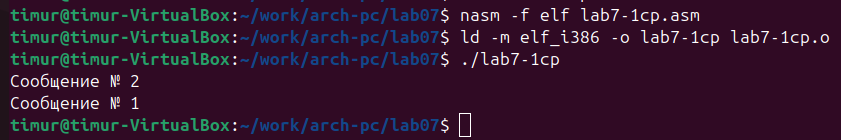 timur@timur-VirtualBox:~/work/arch-pc/lab07$ nasm -f elf lab7-1cp.asm
timur@timur-VirtualBox:~/work/arch-pc/lab07$ ld -m elf_i386 -o lab7-1cp lab7-1cp.o
timur@timur-VirtualBox:~/work/arch-pc/lab07$ ./lab7-1cp
Сообщение № 2
Сообщение № 1
timur@timur-VirtualBox:~/work/arch-pc/lab07$